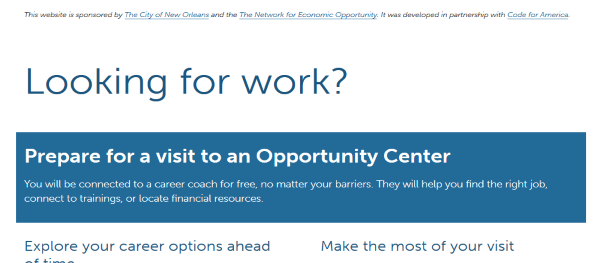 This website is sponsored by The City of New Orleans and the The Network for Economic Opportunity. It was developed in partnership with Code for America.
Looking for work?
Prepare for a visit to an Opportunity Center
You will be connected to a career coach for free, no matter your barriers. They will help you find the right job,
connect to trainings, or locate financial resources.
Explore your career options ahead
of time
Make the most of your visit